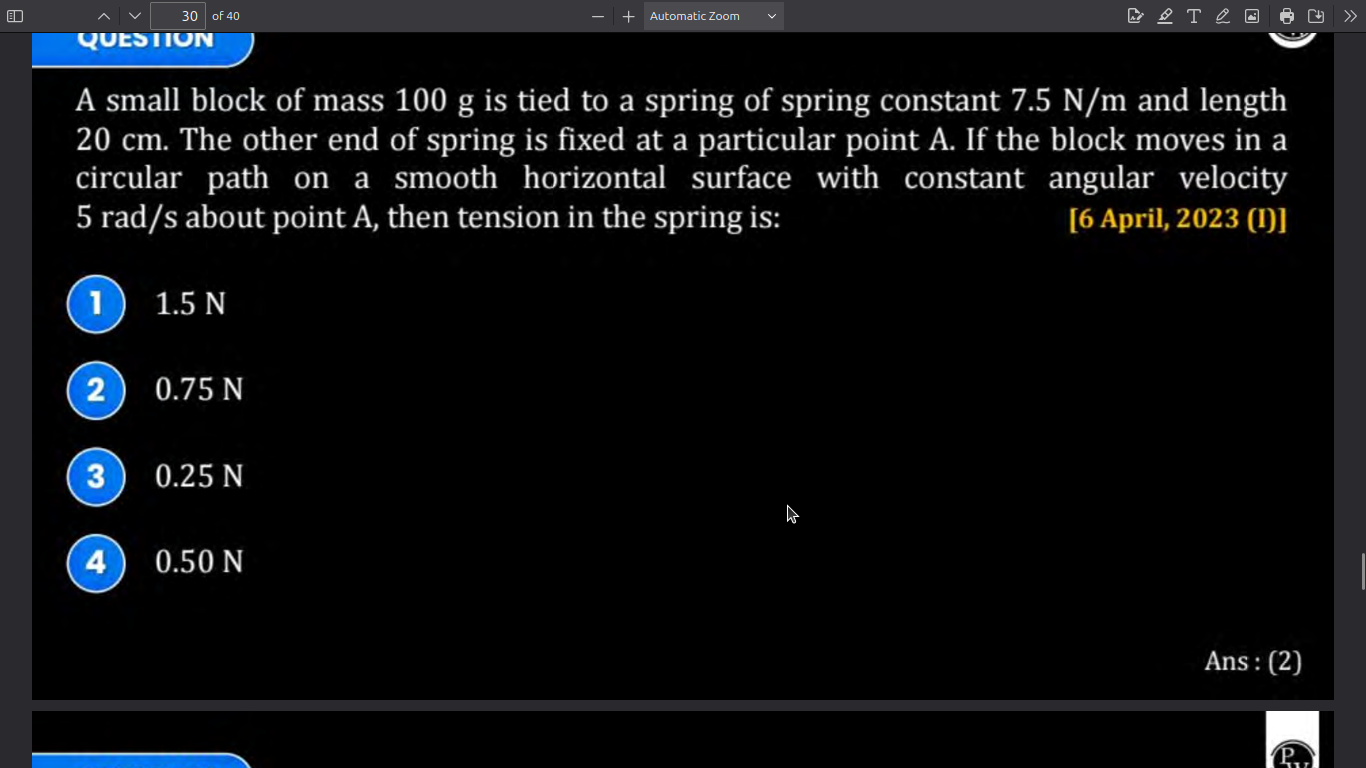 30 of 40 Automatic Zoom
QUESTION
A small block of mass 100 g is tied to a spring of spring constant 7.5 N/m and length
20 cm. The other end of spring is fixed at a particular point A. If the block moves in a
circular path on a smooth horizontal surface with constant angular velocity
5 rad/s about point A, then tension in the spring is: [6 April, 2023 (I)]
1 1.5 N
2 0.75 N
3 0.25 N
4 0.50 N
Ans : (2)
P
W